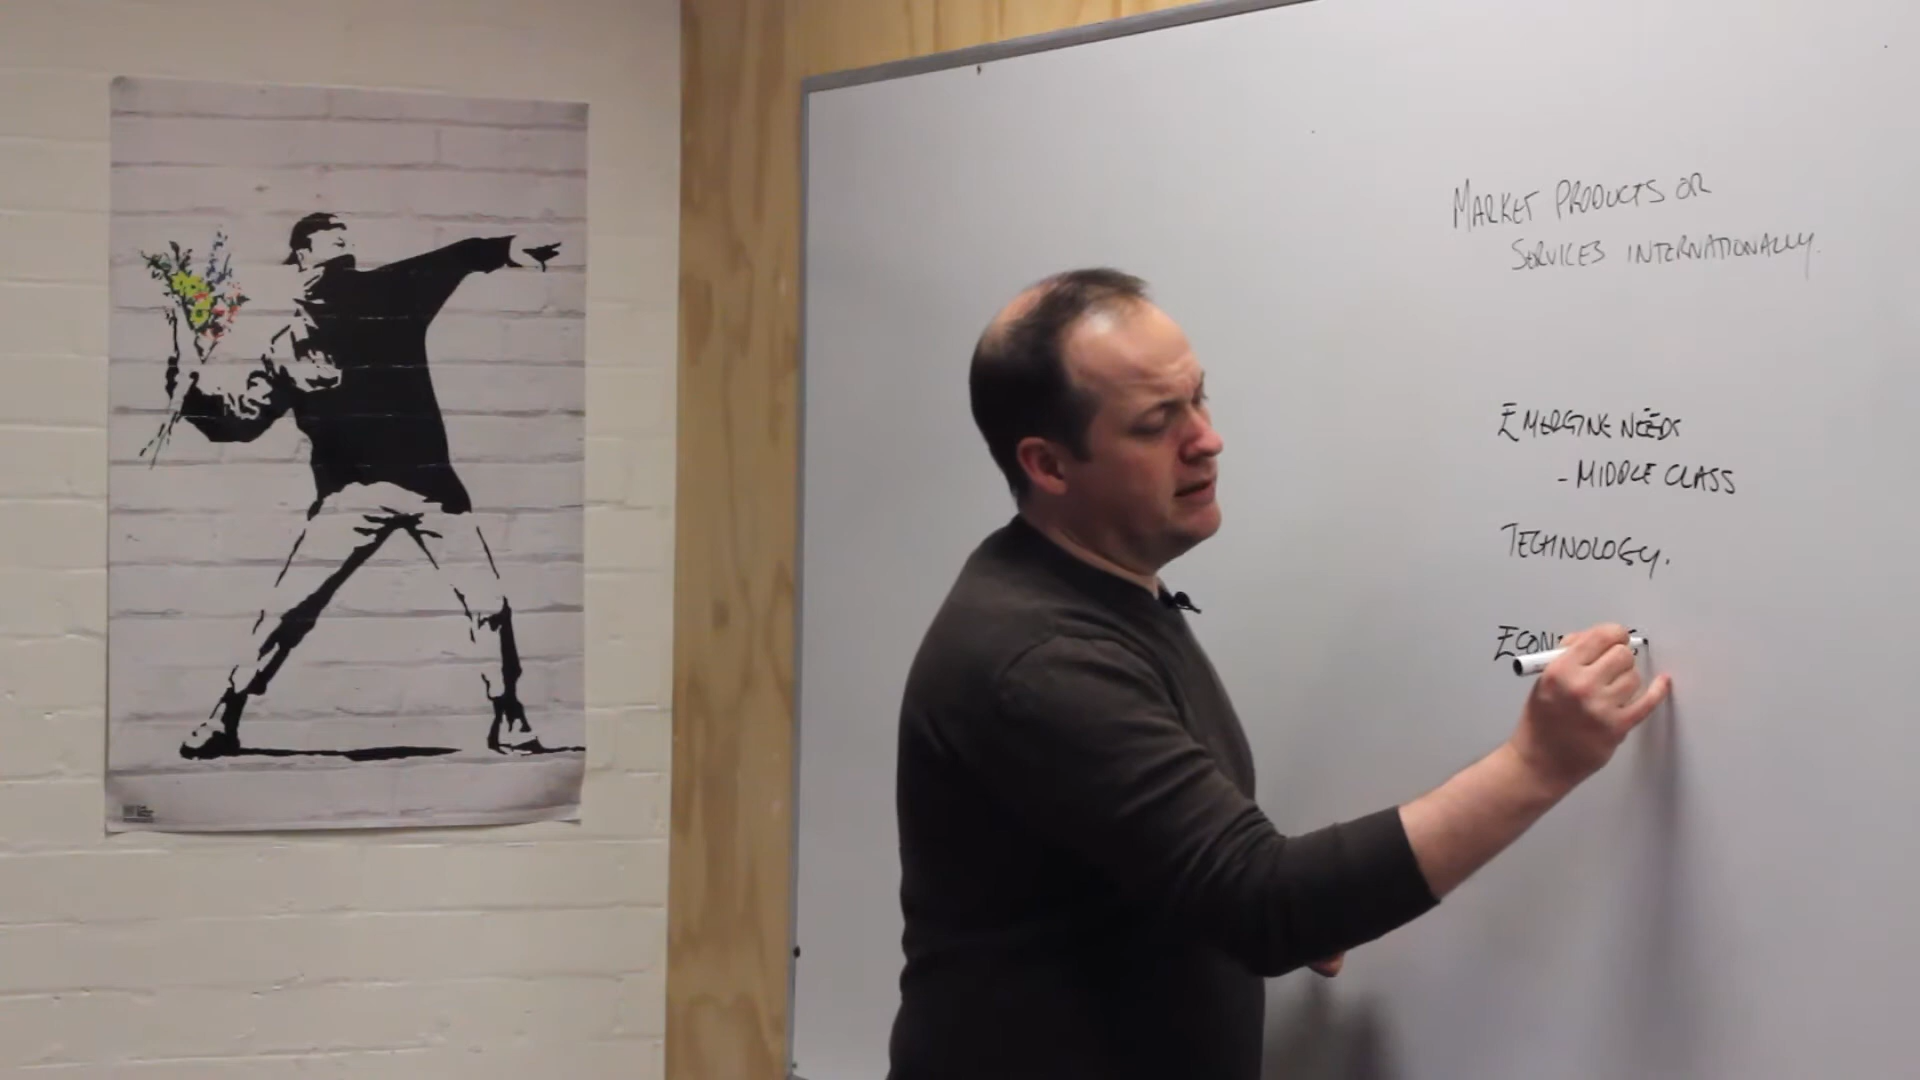 MARKET PRODUCTS OR
SERVICES INTERNATIONALLY.
EMERGING NEEDS
- MIDDLE CLASS
TECHNOLOGY.